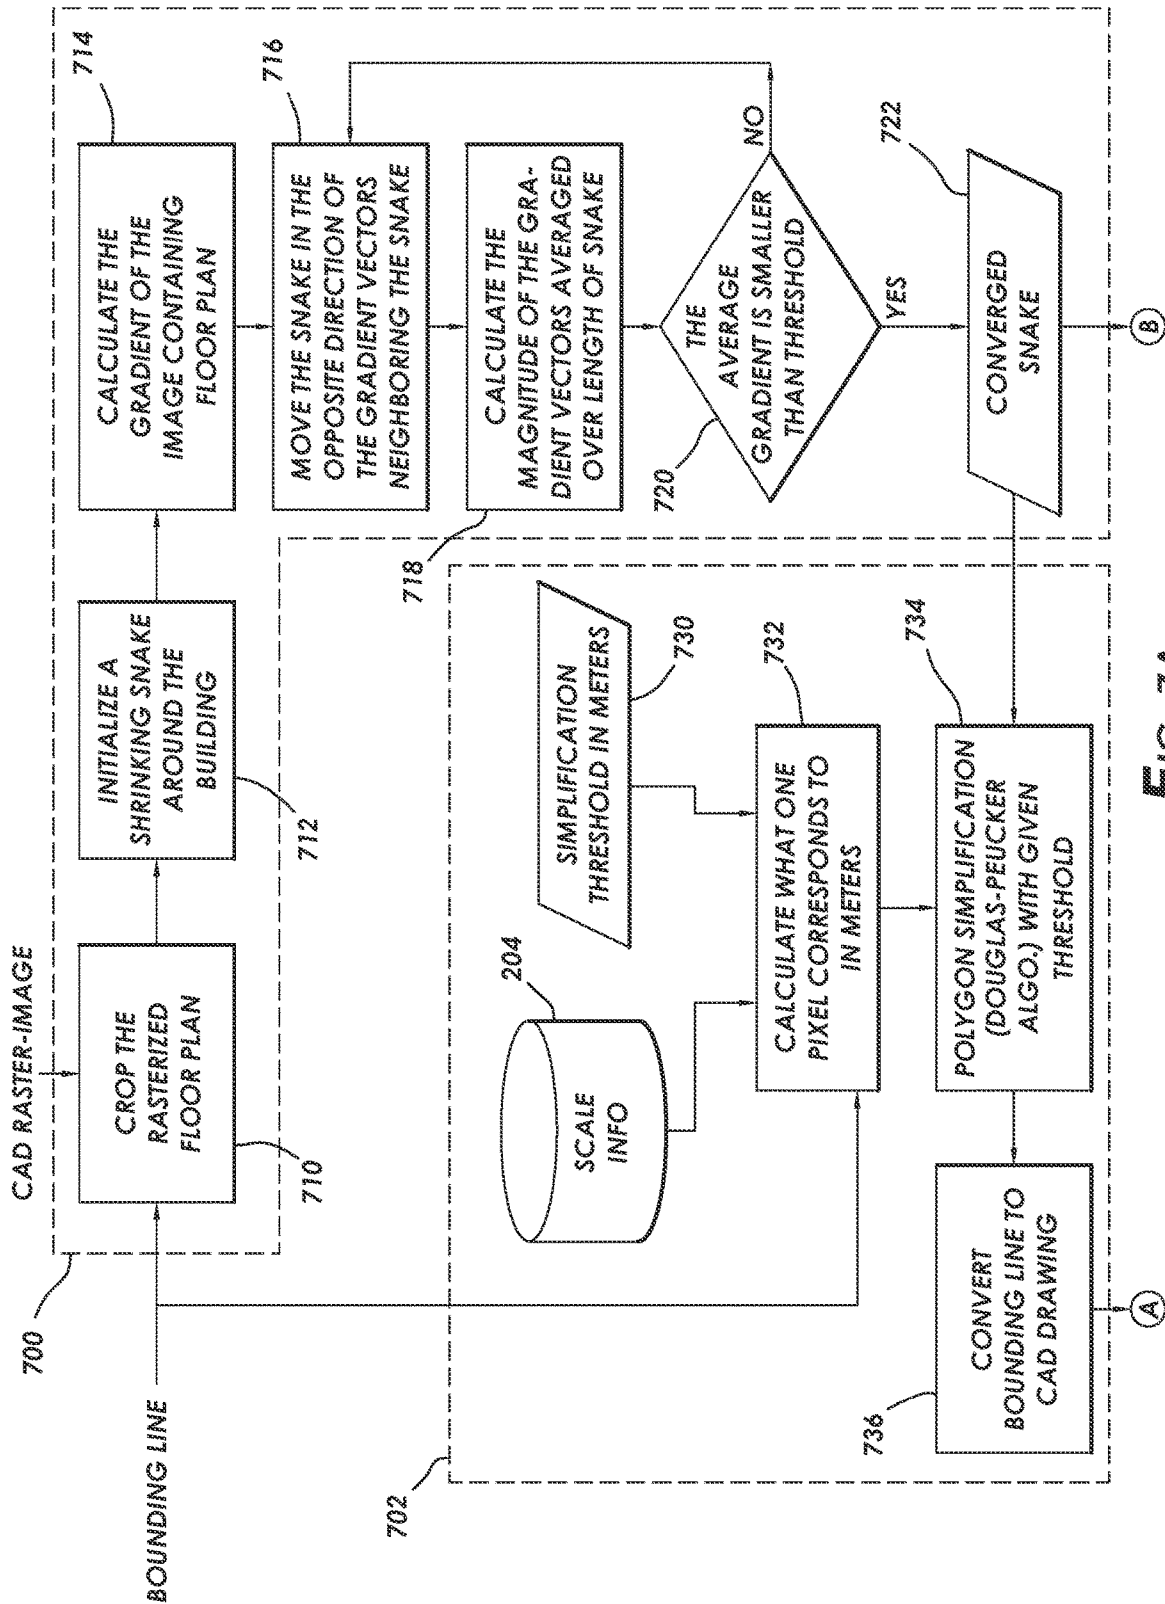 CAD RASTER-IMAGE
700
BOUNDING LINE
CROP THE
RASTERIZED
FLOOR PLAN
710
INITIALIZE A
SHRINKING SNAKE
AROUND THE
BUILDING
712
CALCULATE THE
GRADIENT OF THE
IMAGE CONTAINING
FLOOR PLAN
714
MOVE THE SNAKE IN THE
OPPOSITE DIRECTION OF
THE GRADIENT VECTORS
NEIGHBORING THE SNAKE
716
CALCULATE THE
MAGNITUDE OF THE GRA-
DIENT VECTORS AVERAGED
OVER LENGTH OF SNAKE
718
THE
AVERAGE
GRADIENT IS SMALLER
THAN THRESHOLD
720
NO
YES
CONVERGED
SNAKE
722
B
702
SCALE
INFO
204
SIMPLIFICATION
THRESHOLD IN METERS
730
CALCULATE WHAT ONE
PIXEL CORRESPONDS TO
IN METERS
732
POLYGON SIMPLIFICATION
(DOUGLAS-PEUCKER
ALGO.) WITH GIVEN
THRESHOLD
734
CONVERT
BOUNDING LINE TO
CAD DRAWING
736
A